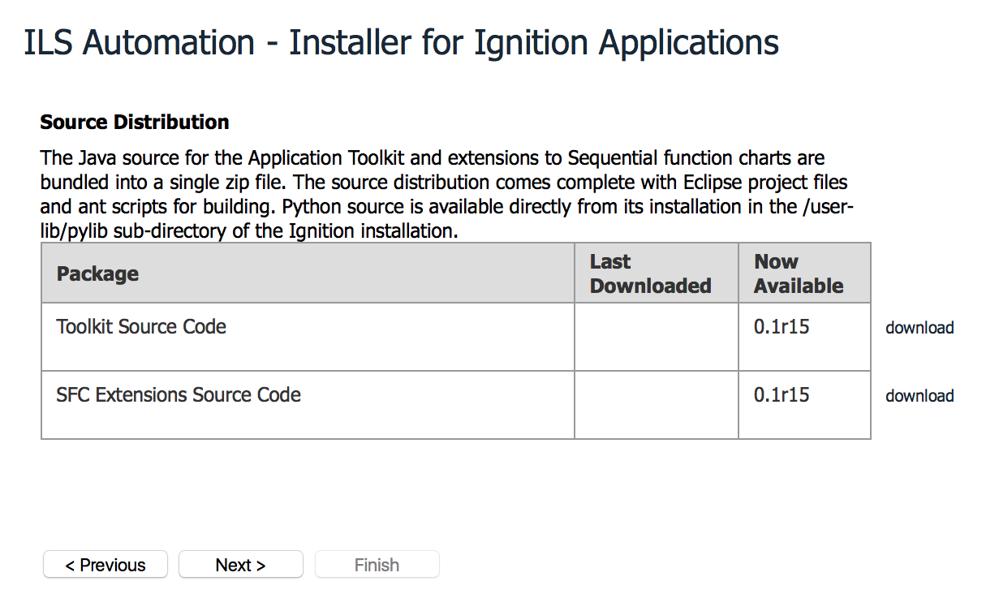 ILS Automation - Installer for Ignition Applications
Source Distribution
The Java source for the Application Toolkit and extensions to Sequential function charts are
bundled into a single zip file. The source distribution comes complete with Eclipse project files
and ant scripts for building. Python source is available directly from its installation in the /user-
lib/pylib sub-directory of the Ignition installation.
Package
Last
Downloaded
Now
Available
Toolkit Source Code
0.1r15
download
SFC Extensions Source Code
0.1r15
download
< Previous
Next >
Finish